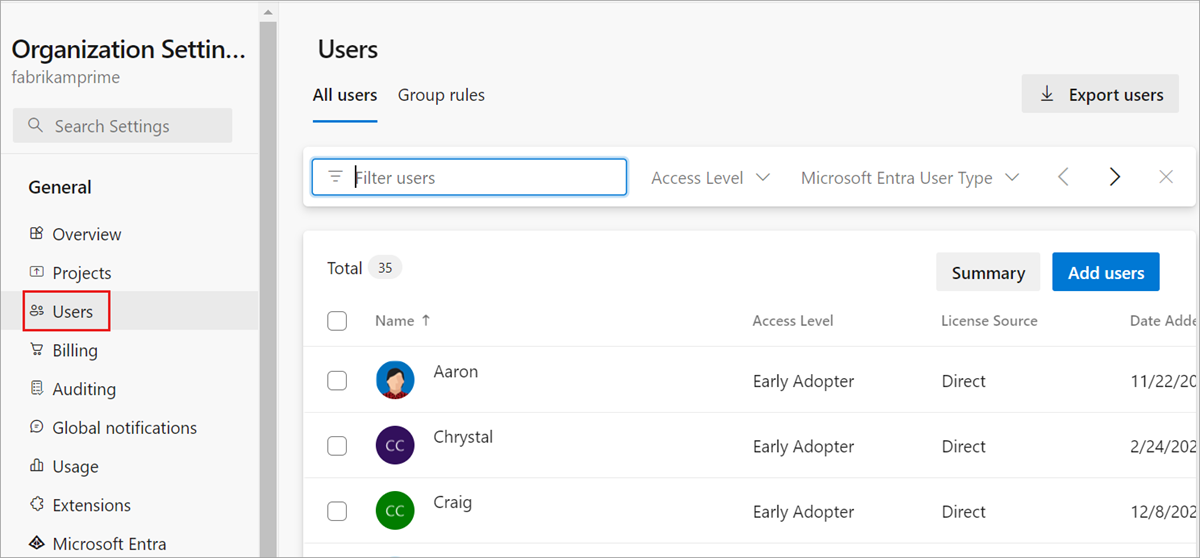 Organization Settin...
fabrikamprime
Search Settings
General
Overview
Projects
Users
Billing
Auditing
Global notifications
Usage
Extensions
Microsoft Entra
Users
All users Group rules
Export users
Filter users Access Level Microsoft Entra User Type
Total 35
Summary Add users
Name ↑ Access Level License Source Date Adde
Aaron Early Adopter Direct 11/22/20
CC Chrystal Early Adopter Direct 2/24/202
CC Craig Early Adopter Direct 12/8/202